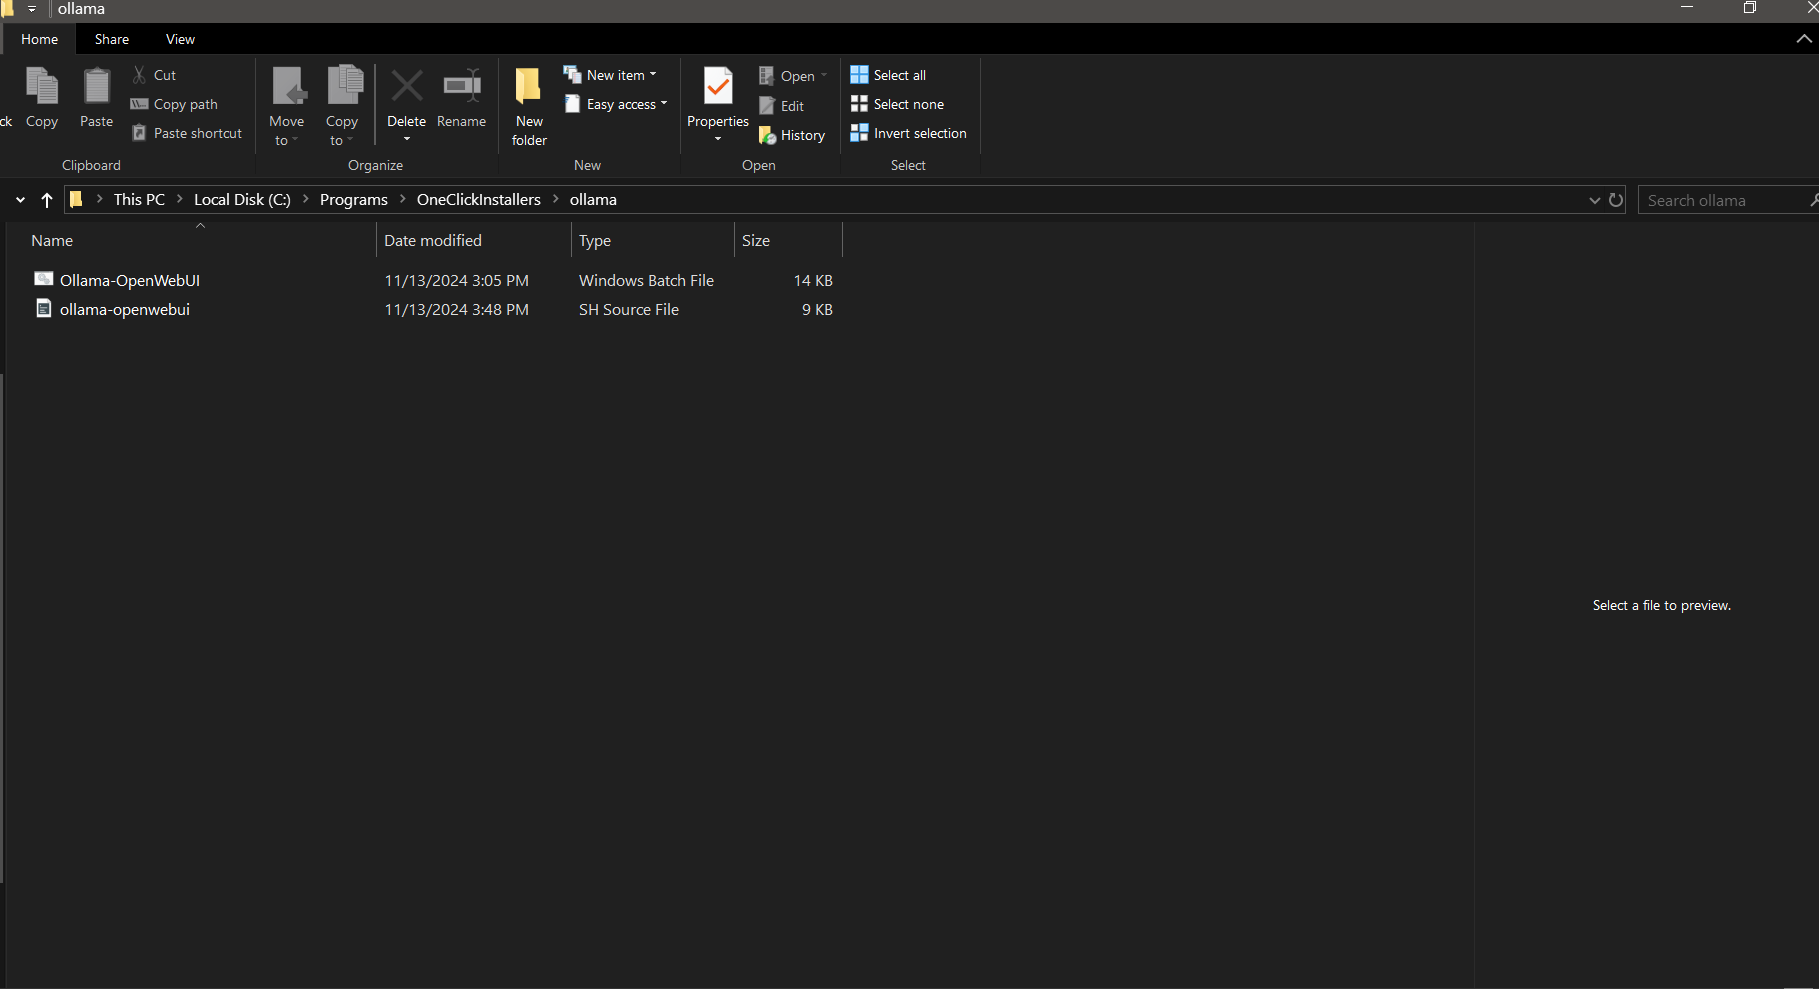 ollama
Home Share View
ck Copy Paste Cut
Copy path
Paste shortcut
Clipboard
Move to Copy to Delete Rename
Organize
New folder New item
Easy access
New
Properties Open
Edit
History
Open
Select all
Select none
Invert selection
Select
This PC Local Disk (C:) Programs OneClickInstallers ollama Search ollama
Name Date modified Type Size
Ollama-OpenWebUI 11/13/2024 3:05 PM Windows Batch File 14 KB
ollama-openwebui 11/13/2024 3:48 PM SH Source File 9 KB
Select a file to preview.